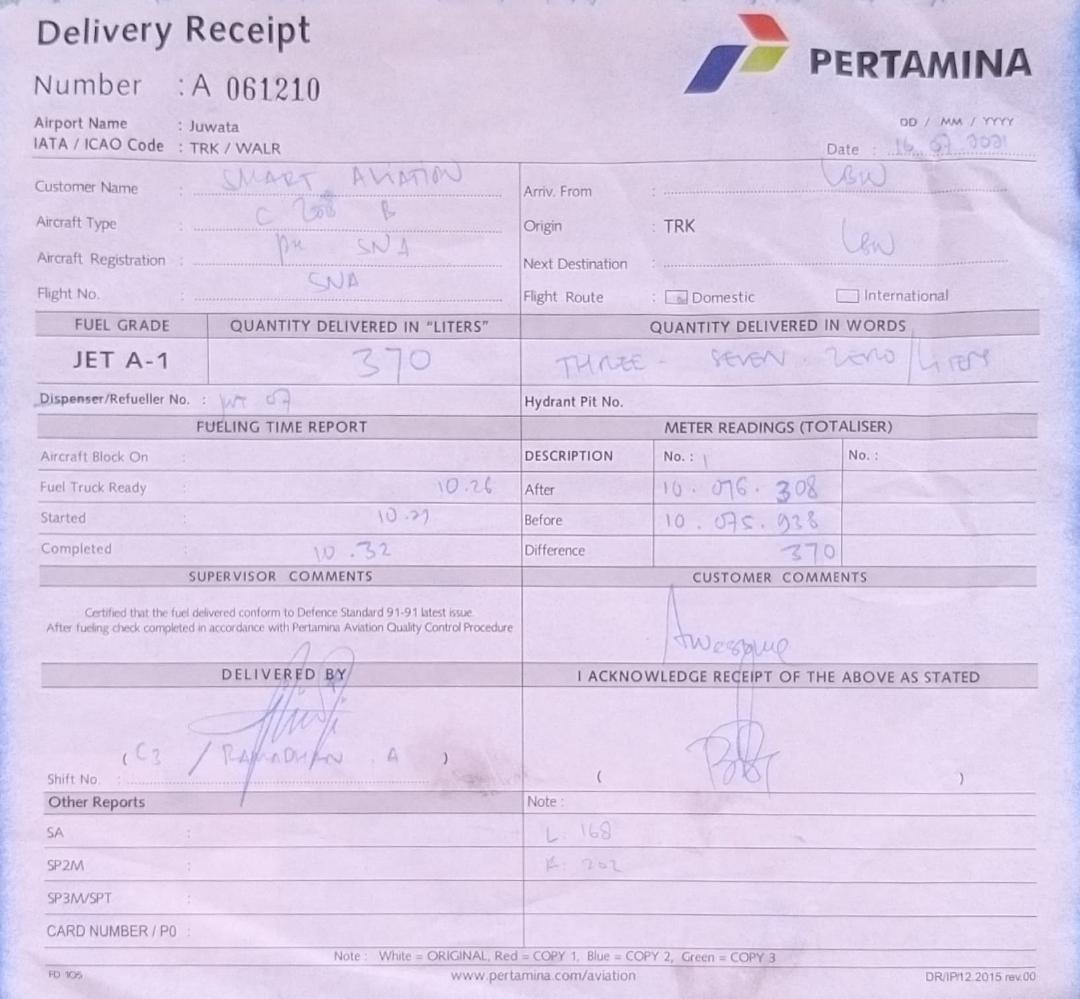 Delivery Receipt
PERTAMINA
Number : A 061210
Airport Name : Juwata
IATA / ICAO Code : TRK / WALR
DD / MM / YYYY
Date : 16 07 2021
Customer Name : SMART AVIATION
Arriv. From : LBW
Aircraft Type : C 208 B
Origin : TRK
Aircraft Registration : PK SNA
Next Destination : LBW
Flight No. : SNA
Flight Route : Domestic International
FUEL GRADE QUANTITY DELIVERED IN "LITERS" QUANTITY DELIVERED IN WORDS
JET A-1 370 THREE - SEVEN - ZERO / LITERS
Dispenser/Refueller No. : 07
Hydrant Pit No.
FUELING TIME REPORT METER READINGS (TOTALISER)
Aircraft Block On : DESCRIPTION No. : 1 No. :
Fuel Truck Ready : 10.26 After 10.076.308
Started : 10.29 Before 10.075.938
Completed : 10.32 Difference 370
SUPERVISOR COMMENTS CUSTOMER COMMENTS
Certified that the fuel delivered conform to Defence Standard 91-91 latest issue.
After fueling check completed in accordance with Pertamina Aviation Quality Control Procedure
Awesome
DELIVERED BY I ACKNOWLEDGE RECEIPT OF THE ABOVE AS STATED
( C3 / RAMADHAN . A )
Shift No. : ( )
Other Reports Note :
SA : L. 168
SP2M : R. 202
SP3M/SPT :
CARD NUMBER / PO :
Note : White = ORIGINAL, Red = COPY 1, Blue = COPY 2, Green = COPY 3
FD 105 www.pertamina.com/aviation DR/IP/12.2015 rev.00